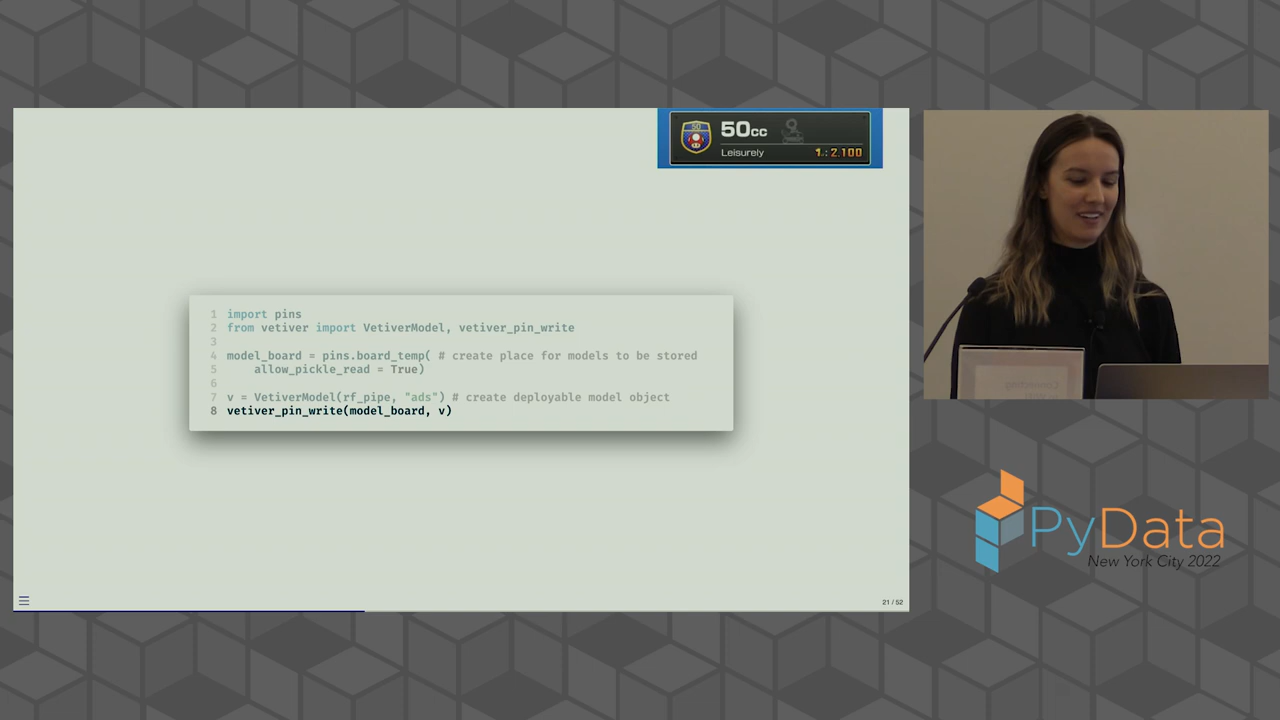 50cc
Leisurely
1.: 2.100
1 import pins
2 from vetiver import VetiverModel, vetiver_pin_write
3
4 model_board = pins.board_temp( # create place for models to be stored
5     allow_pickle_read = True)
6
7 v = VetiverModel(rf_pipe, "ads") # create deployable model object
8 vetiver_pin_write(model_board, v)
21 / 52
PyData
New York City 2022